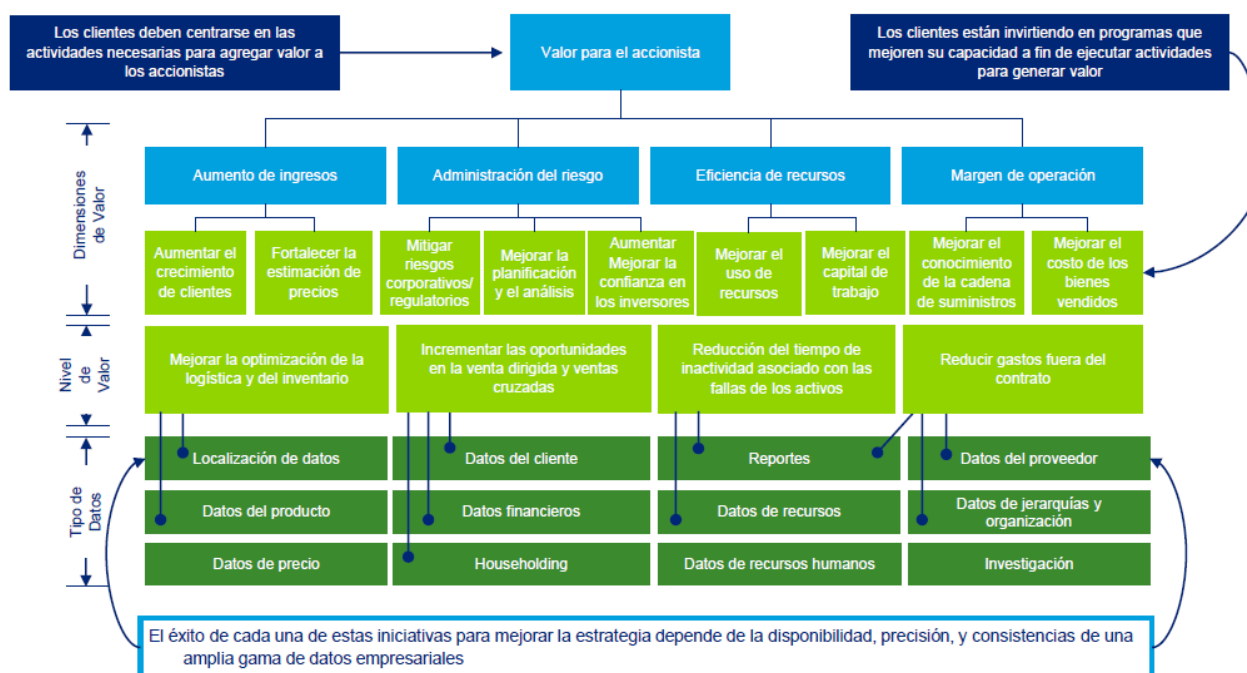 Los clientes deben centrarse en las
actividades necesarias para agregar valor a
los accionistas
Valor para el accionista
Los clientes están invirtiendo en programas que
mejoren su capacidad a fin de ejecutar actividades
para generar valor
Dimensiones
de Valor
Aumento de ingresos
Administración del riesgo
Eficiencia de recursos
Margen de operación
Aumentar el
crecimiento
de clientes
Fortalecer la
estimación de
precios
Mitigar
riesgos
corporativos/
regulatorios
Mejorar la
planificación
y el análisis
Aumentar
Mejorar la
confianza en
los inversores
Mejorar el
uso de
recursos
Mejorar el
capital de
trabajo
Mejorar el
conocimiento
de la cadena
de suministros
Mejorar el
costo de los
bienes
vendidos
Nivel
de
Valor
Mejorar la optimización de la
logística y del inventario
Incrementar las oportunidades
en la venta dirigida y ventas
cruzadas
Reducción del tiempo de
inactividad asociado con las
fallas de los activos
Reducir gastos fuera del
contrato
Tipo de
Datos
Localización de datos
Datos del cliente
Reportes
Datos del proveedor
Datos del producto
Datos financieros
Datos de recursos
Datos de jerarquías y
organización
Datos de precio
Householding
Datos de recursos humanos
Investigación
El éxito de cada una de estas iniciativas para mejorar la estrategia depende de la disponibilidad, precisión, y consistencias de una
amplia gama de datos empresariales